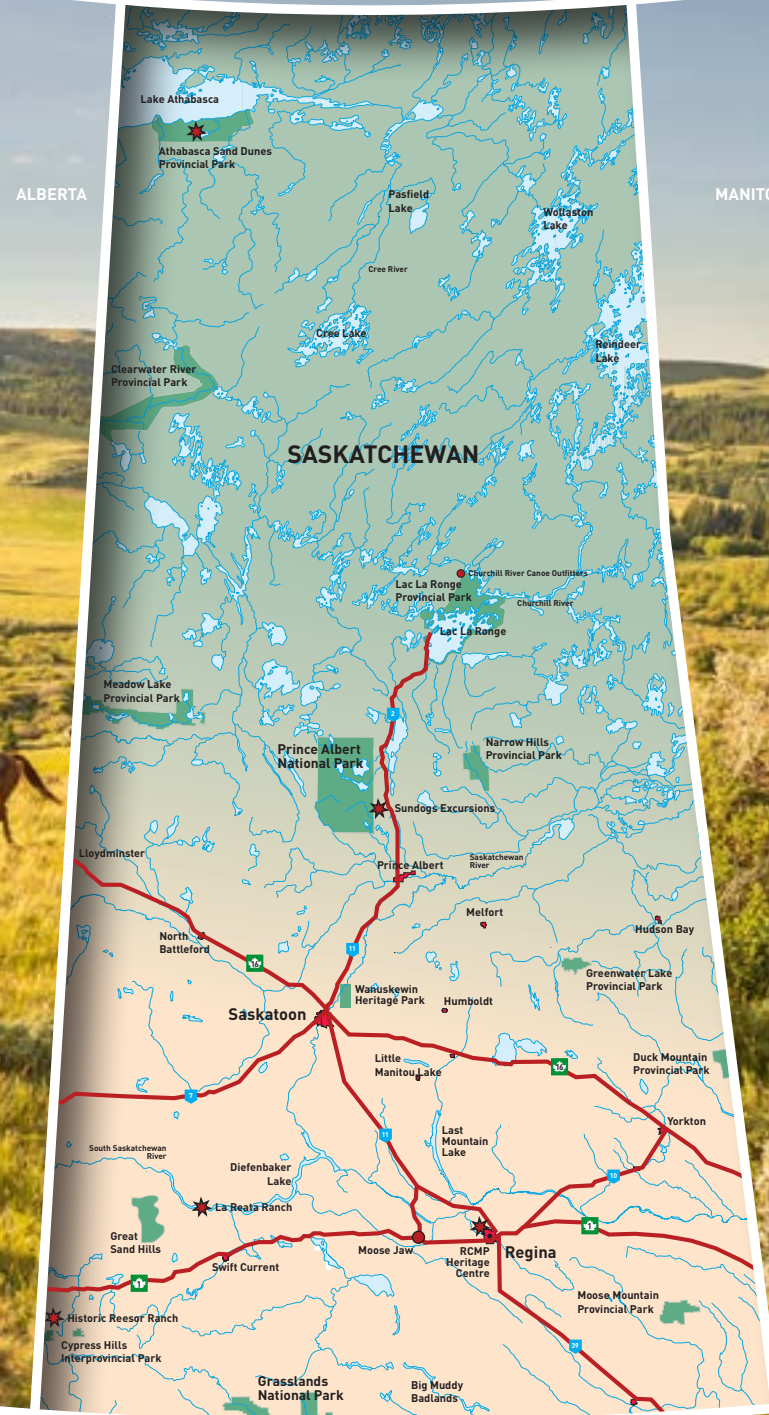 Lake Athabasca
Athabasca Sand Dunes
Provincial Park
ALBERTA
MANITO
Pasfield
Lake
Wollaston
Lake
Cree River
Cree Lake
Reindeer
Lake
Clearwater River
Provincial Park
SASKATCHEWAN
Churchill River Canoe Outfitters
Lac La Ronge
Provincial Park
Churchill River
Lac La Ronge
Meadow Lake
Provincial Park
2
Prince Albert
National Park
Narrow Hills
Provincial Park
Sundogs Excursions
Lloydminster
Saskatchewan
River
Prince Albert
Melfort
Hudson Bay
North
Battleford
11
16
Greenwater Lake
Provincial Park
Wanuskewin
Heritage Park
Humboldt
Saskatoon
Little
Manitou Lake
16
Duck Mountain
Provincial Park
7
Yorkton
11
Last
Mountain
Lake
South Saskatchewan
River
Diefenbaker
Lake
10
La Reata Ranch
Great
Sand Hills
1
Moose Jaw
RCMP
Heritage
Centre
Regina
Swift Current
1
Moose Mountain
Provincial Park
Historic Reesor Ranch
Cypress Hills
Interprovincial Park
39
Grasslands
National Park
Big Muddy
Badlands